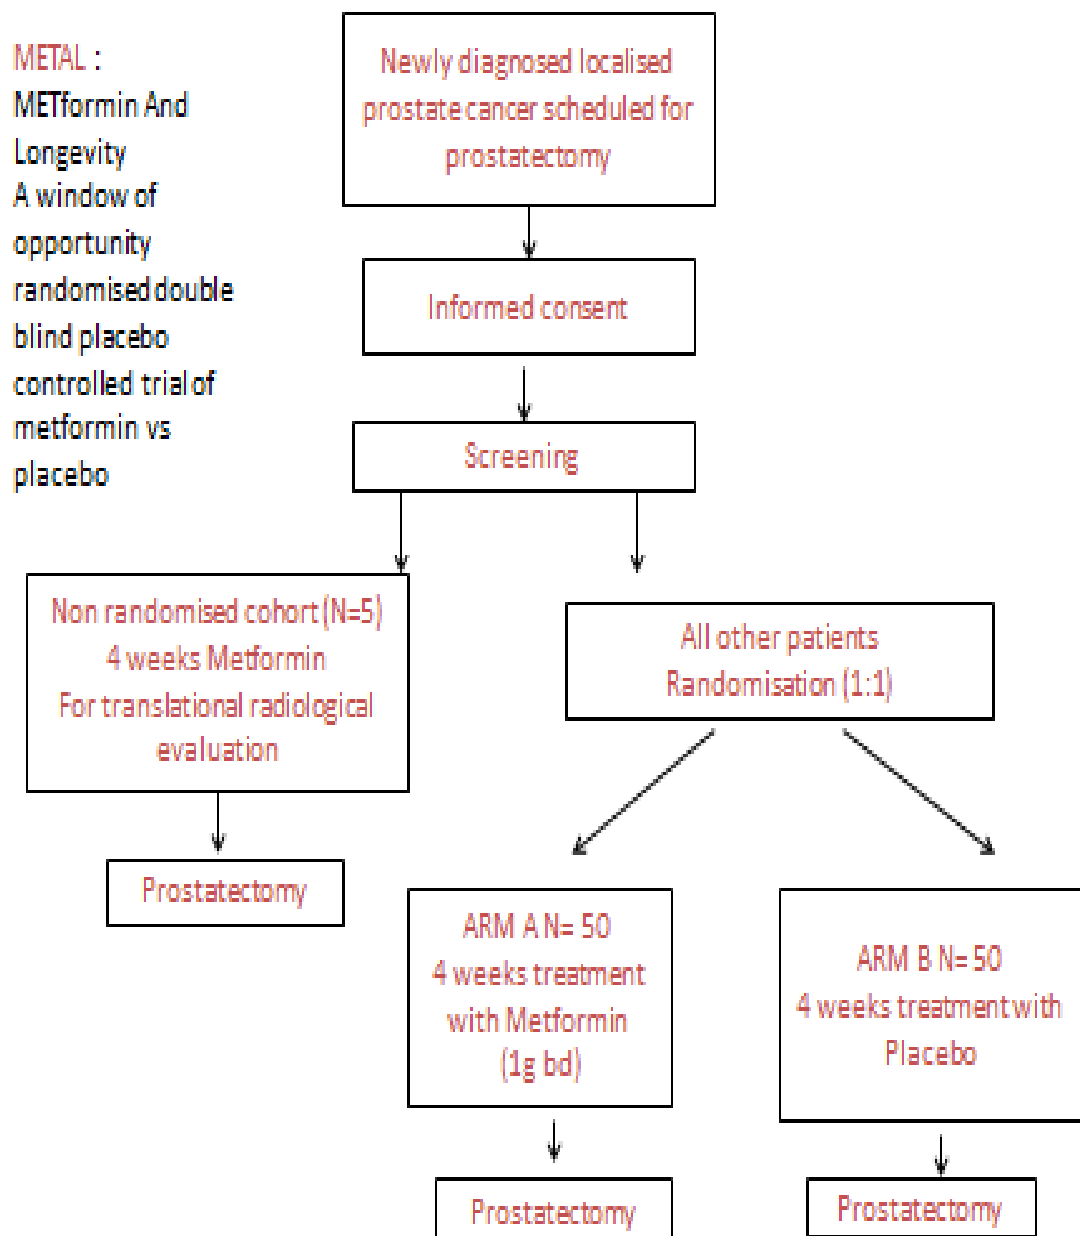 METAL :
METformin And
Longevity
A window of
opportunity
randomised double
blind placebo
controlled trial of
metformin vs
placebo
Newly diagnosed localised
prostate cancer scheduled for
prostatectomy
Informed consent
Screening
Non randomised cohort (N=5)
4 weeks Metformin
For translational radiological
evaluation
All other patients
Randomisation (1:1)
Prostatectomy
ARM A N= 50
4 weeks treatment
with Metformin
(1g bd)
ARM B N= 50
4 weeks treatment with
Placebo
Prostatectomy
Prostatectomy